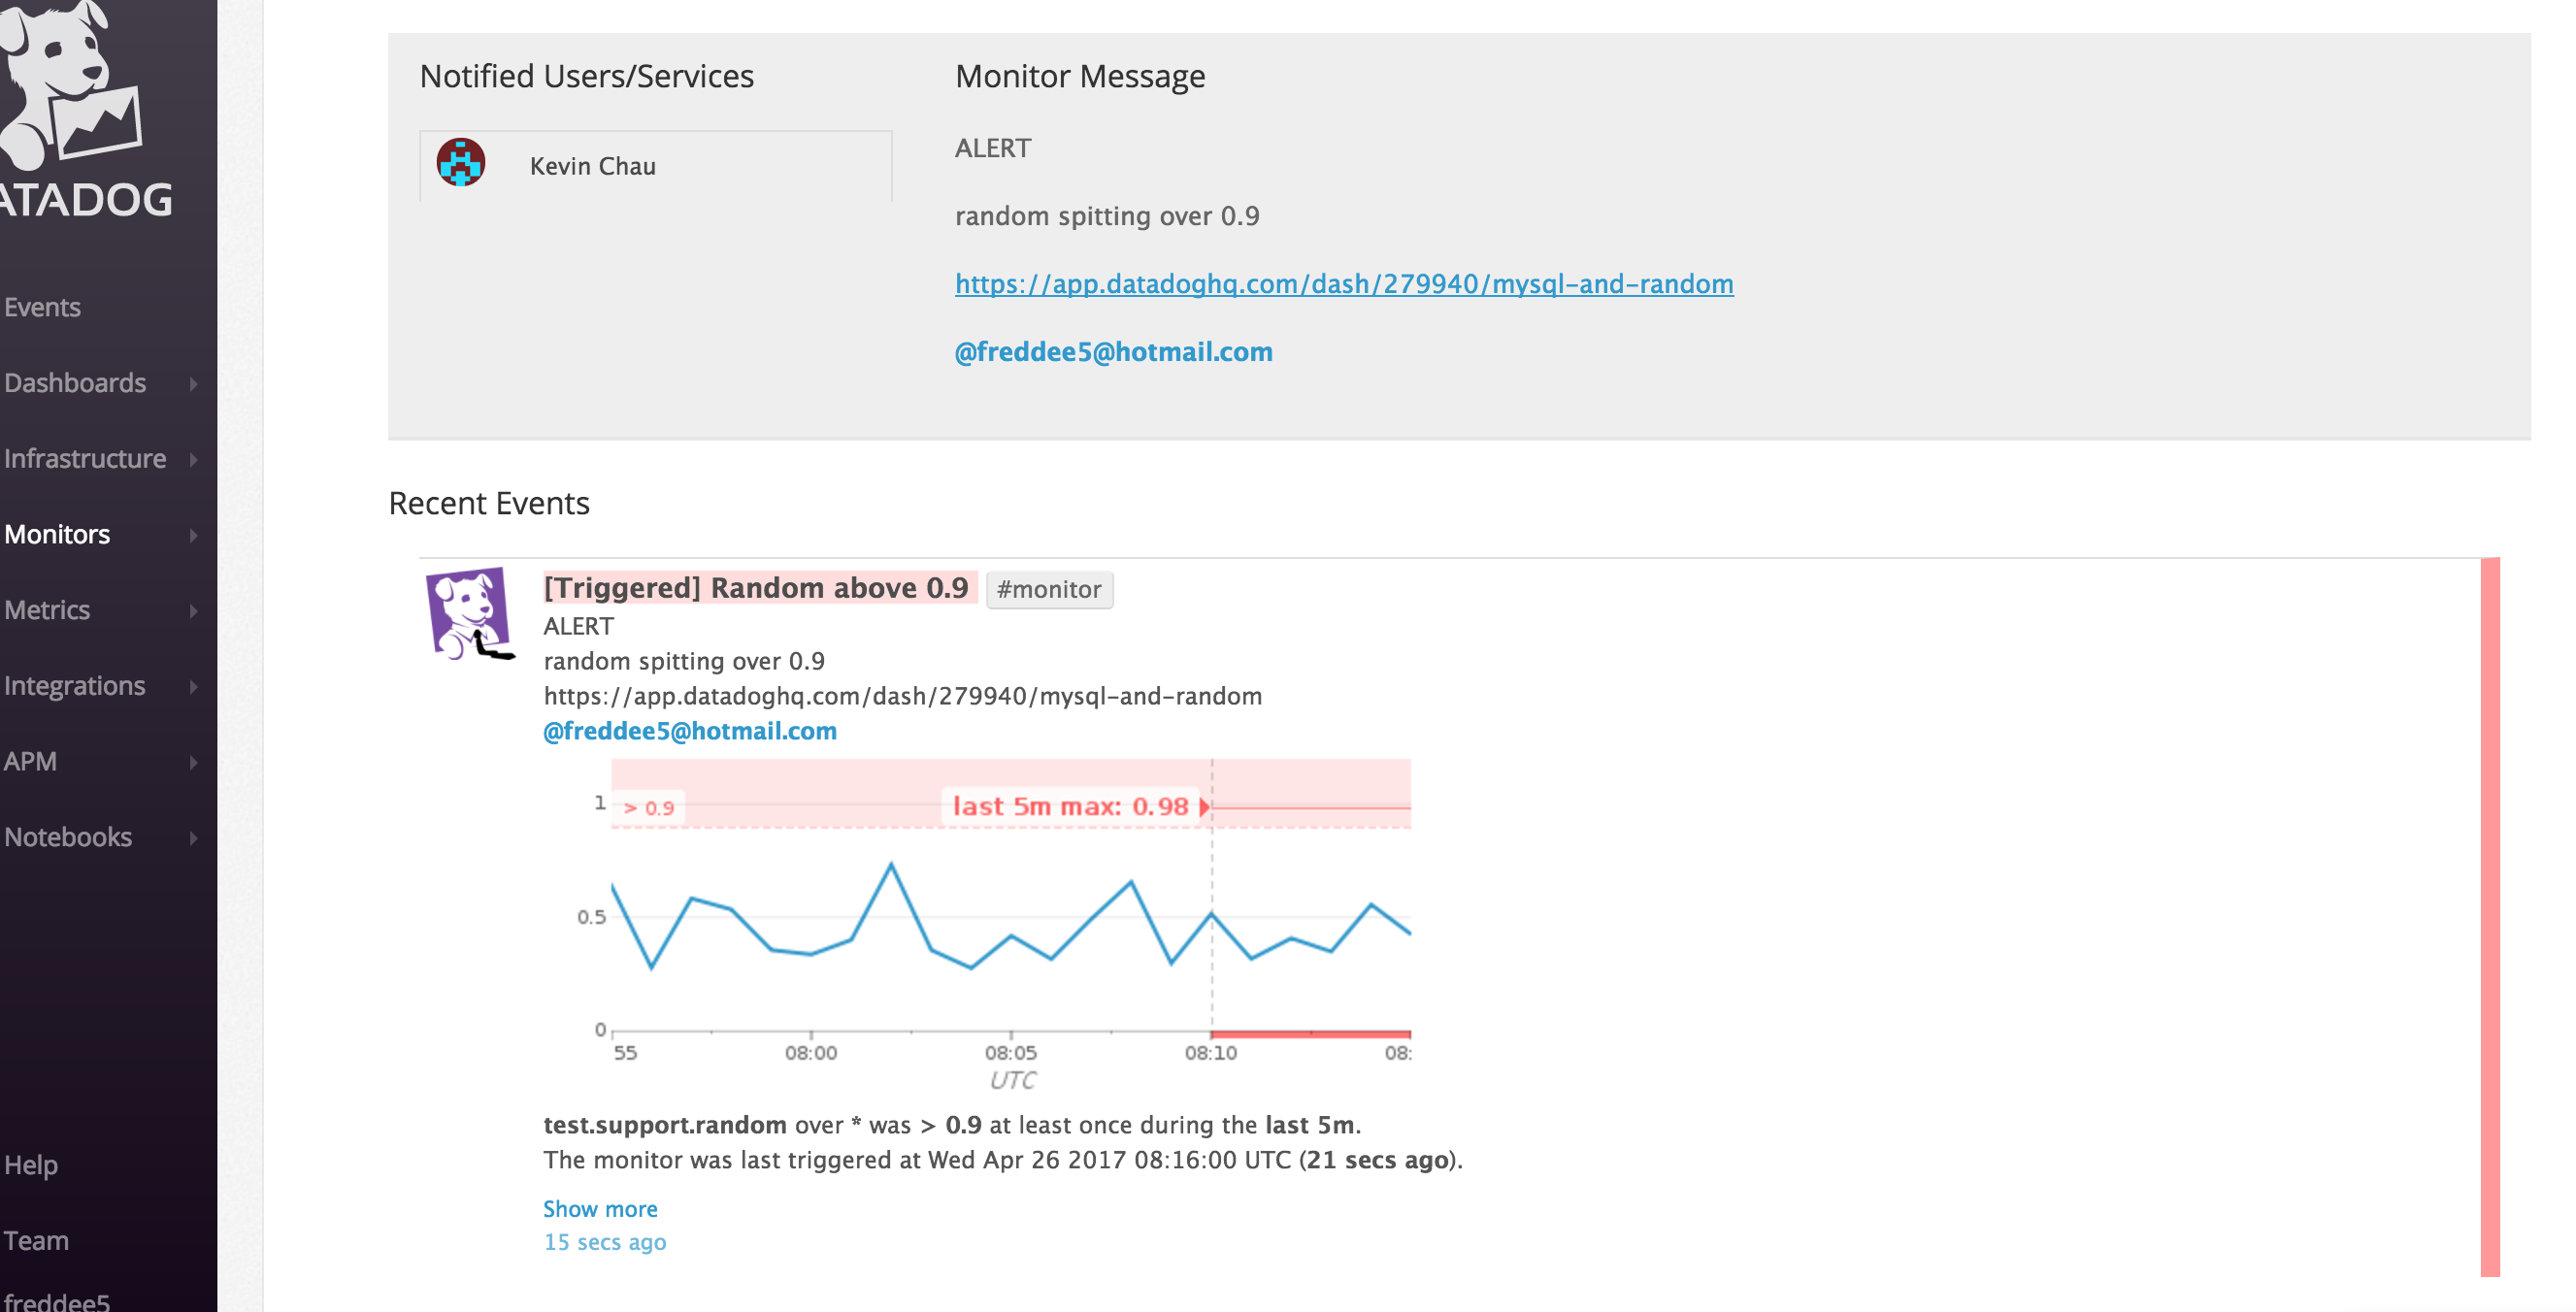 ATADOG
Events
Dashboards
Infrastructure
Monitors
Metrics
Integrations
APM
Notebooks
Help
Team
freddee5
Notified Users/Services
Kevin Chau
Monitor Message
ALERT
random spitting over 0.9
https://app.datadoghq.com/dash/279940/mysql-and-random
@freddee5@hotmail.com
Recent Events
[Triggered] Random above 0.9 #monitor
ALERT
random spitting over 0.9
https://app.datadoghq.com/dash/279940/mysql-and-random
@freddee5@hotmail.com
1
> 0.9
last 5m max: 0.98
0.5
0
55 08:00 08:05 08:10 08:
UTC
test.support.random over * was > 0.9 at least once during the last 5m.
The monitor was last triggered at Wed Apr 26 2017 08:16:00 UTC (21 secs ago).
Show more
15 secs ago